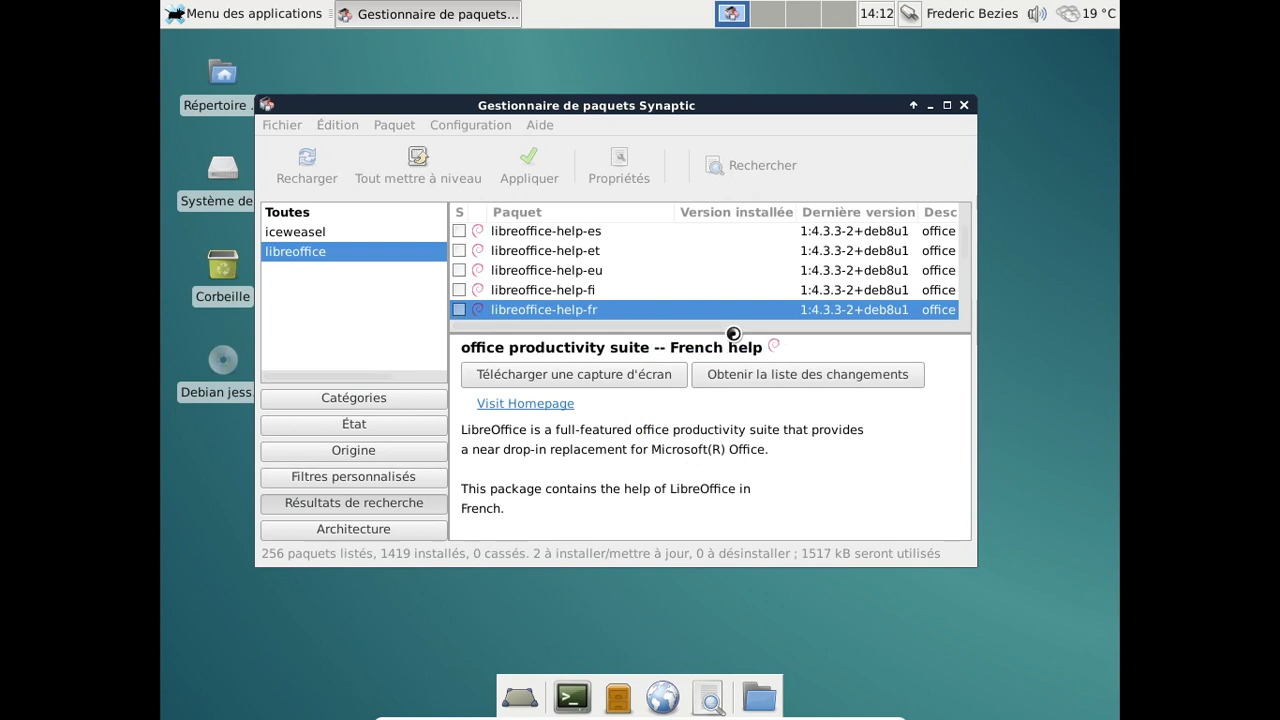 Menu des applications
Gestionnaire de paquets...
14:12
Frederic Bezies
19 °C
Répertoire .
Système de
Corbeille
Debian jess.
Gestionnaire de paquets Synaptic
Fichier Édition Paquet Configuration Aide
Recharger Tout mettre à niveau Appliquer Propriétés Rechercher
Toutes
iceweasel
libreoffice
S Paquet Version installée Dernière version Desc
libreoffice-help-es 1:4.3.3-2+deb8u1 office
libreoffice-help-et 1:4.3.3-2+deb8u1 office
libreoffice-help-eu 1:4.3.3-2+deb8u1 office
libreoffice-help-fi 1:4.3.3-2+deb8u1 office
libreoffice-help-fr 1:4.3.3-2+deb8u1 office
office productivity suite -- French help
Télécharger une capture d'écran Obtenir la liste des changements
Visit Homepage
LibreOffice is a full-featured office productivity suite that provides
a near drop-in replacement for Microsoft(R) Office.
This package contains the help of LibreOffice in
French.
Catégories
État
Origine
Filtres personnalisés
Résultats de recherche
Architecture
256 paquets listés, 1419 installés, 0 cassés. 2 à installer/mettre à jour, 0 à désinstaller ; 1517 kB seront utilisés